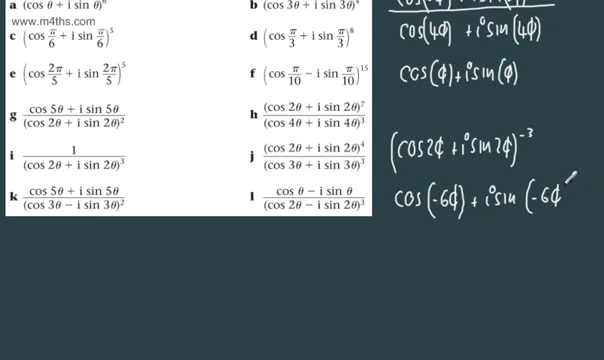 a (cos θ + i sin θ)⁶ b (cos 3θ + i sin 3θ)⁴
www.m4ths.com
c (cos π/6 + i sin π/6)⁵ d (cos π/3 + i sin π/3)⁸
e (cos 2π/5 + i sin 2π/5)⁵ f (cos π/10 − i sin π/10)¹⁵
g (cos 5θ + i sin 5θ)/(cos 2θ + i sin 2θ)² h (cos 2θ + i sin 2θ)⁷/(cos 4θ + i sin 4θ)³
i 1/(cos 2θ + i sin 2θ)³ j (cos 2θ + i sin 2θ)⁴/(cos 3θ + i sin 3θ)³
k (cos 5θ + i sin 5θ)/(cos 3θ − i sin 3θ)² l (cos θ − i sin θ)/(cos 2θ − i sin 2θ)³
cos(4φ) + i sin(4φ)
cos(φ) + i sin(φ)
(cos2φ + i sin2φ)⁻³
cos(-6φ) + i sin(-6φ